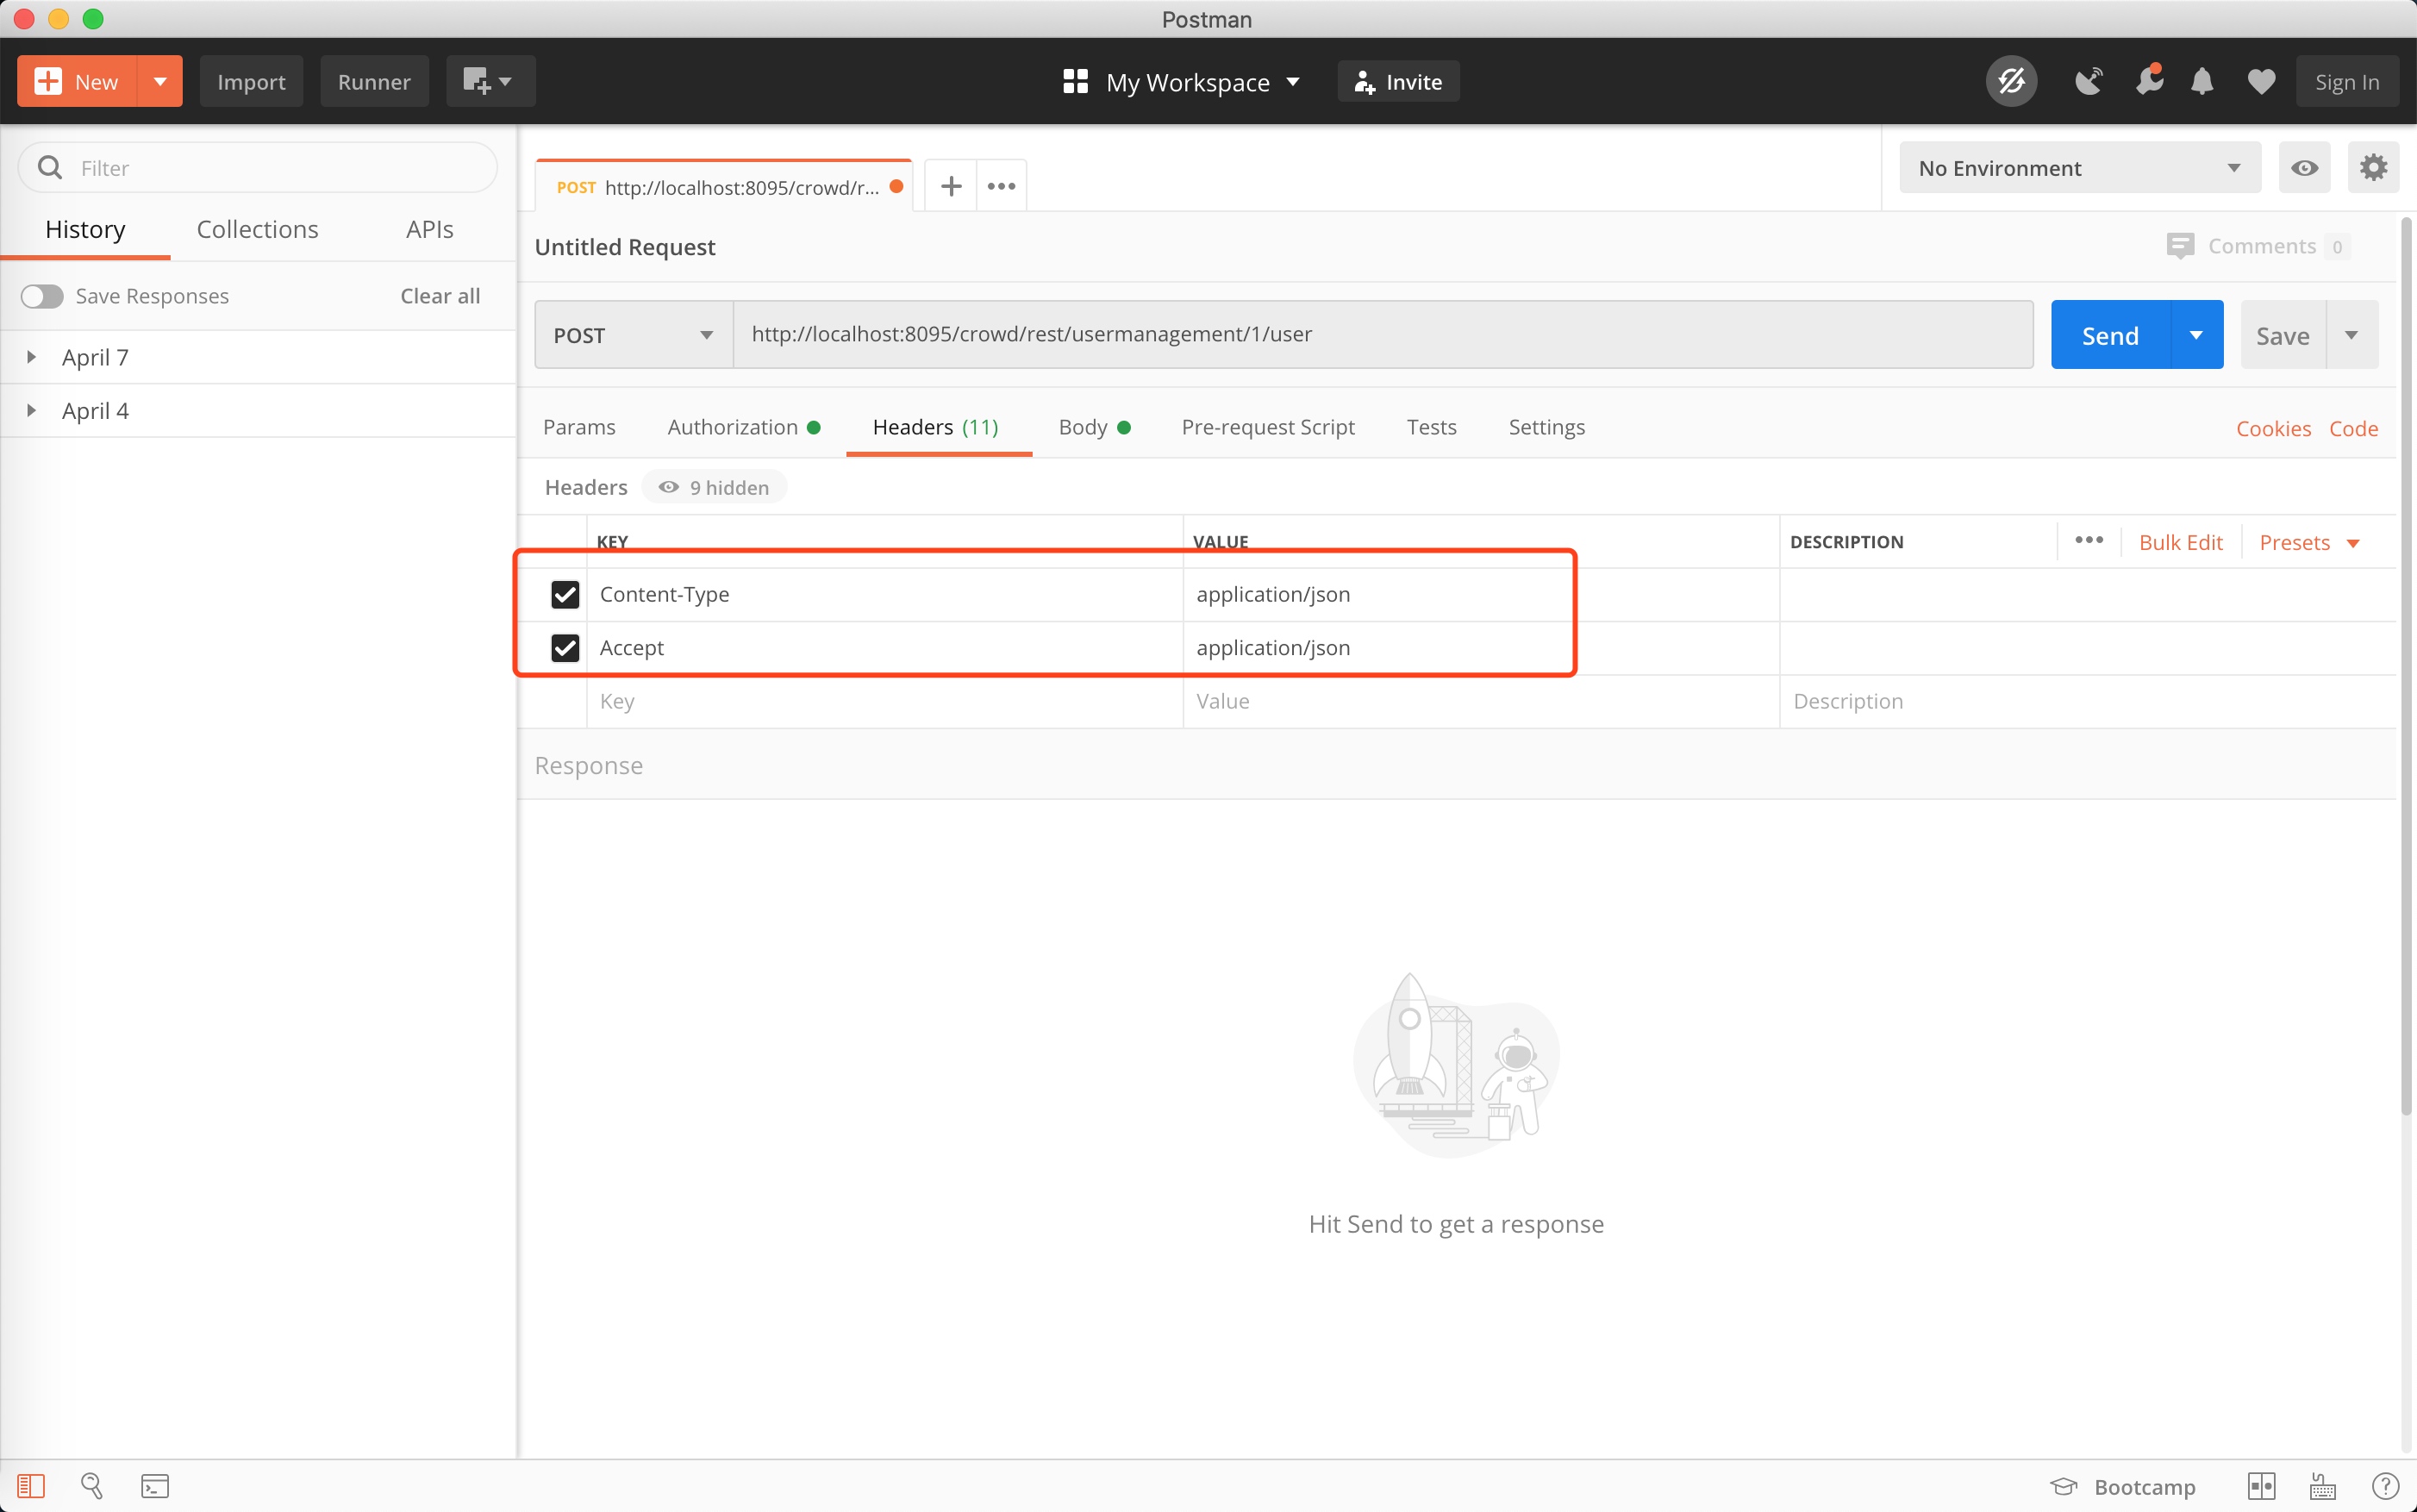 Postman
New
Import
Runner
My Workspace
Invite
Sign In
Filter
History
Collections
APIs
Save Responses
Clear all
April 7
April 4
POST http://localhost:8095/crowd/r...
No Environment
Untitled Request
Comments 0
POST
http://localhost:8095/crowd/rest/usermanagement/1/user
Send
Save
Params
Authorization
Headers (11)
Body
Pre-request Script
Tests
Settings
Cookies
Code
Headers
9 hidden
KEY
VALUE
DESCRIPTION
Bulk Edit
Presets
Content-Type
application/json
Accept
application/json
Key
Value
Description
Response
Hit Send to get a response
Bootcamp